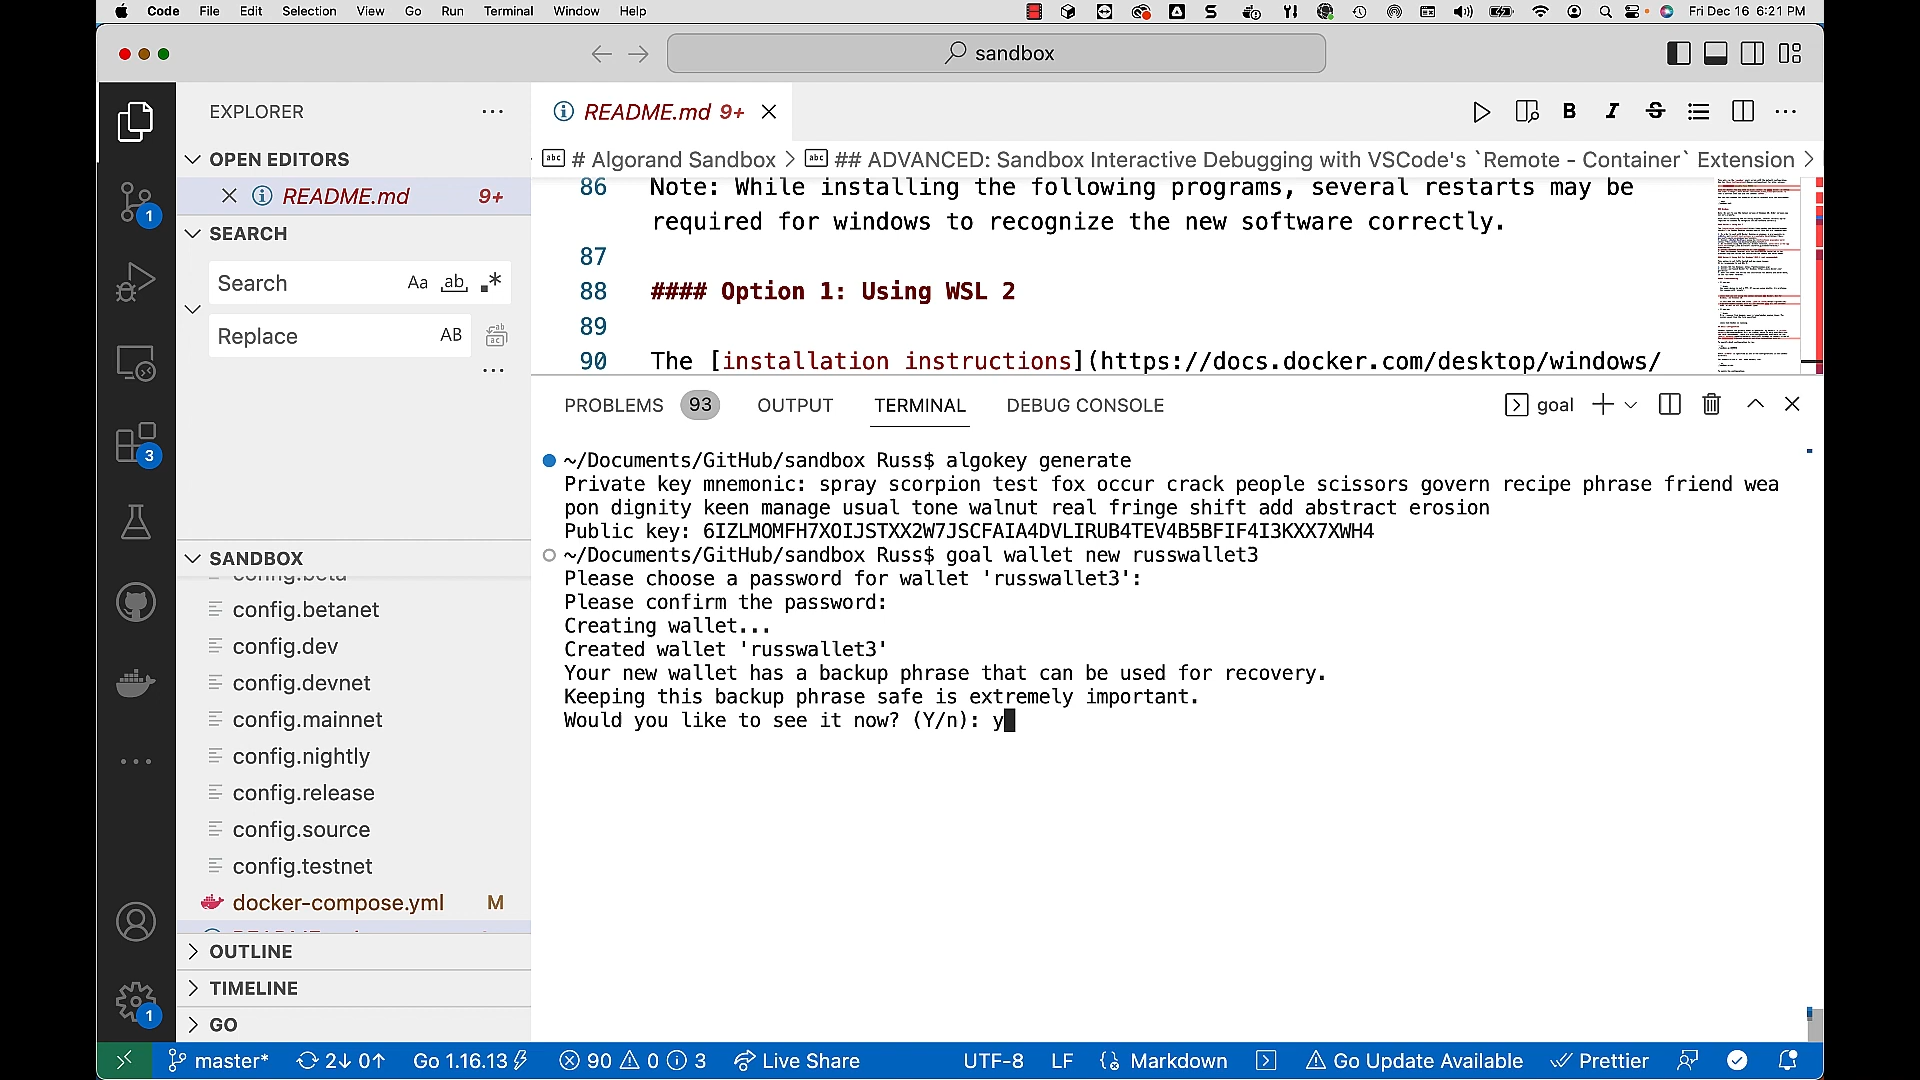 Code File Edit Selection View Go Run Terminal Window Help Fri Dec 16 6:21 PM
sandbox
EXPLORER
README.md 9+
OPEN EDITORS
# Algorand Sandbox > ## ADVANCED: Sandbox Interactive Debugging with VSCode's `Remote - Container` Extension >
README.md 9+
SEARCH
Search Aa ab
Replace AB
86 Note: While installing the following programs, several restarts may be
required for windows to recognize the new software correctly.
87
88 #### Option 1: Using WSL 2
89
90 The [installation instructions](https://docs.docker.com/desktop/windows/
PROBLEMS 93 OUTPUT TERMINAL DEBUG CONSOLE goal
~/Documents/GitHub/sandbox Russ$ algokey generate
Private key mnemonic: spray scorpion test fox occur crack people scissors govern recipe phrase friend wea
pon dignity keen manage usual tone walnut real fringe shift add abstract erosion
Public key: 6IZLMOMFH7XOIJSTXX2W7JSCFAIA4DVLIRUB4TEV4B5BFIF4I3KXX7XWH4
~/Documents/GitHub/sandbox Russ$ goal wallet new russwallet3
Please choose a password for wallet 'russwallet3':
Please confirm the password:
Creating wallet...
Created wallet 'russwallet3'
Your new wallet has a backup phrase that can be used for recovery.
Keeping this backup phrase safe is extremely important.
Would you like to see it now? (Y/n): y
1
3
1
SANDBOX
config.beta
config.betanet
config.dev
config.devnet
config.mainnet
config.nightly
config.release
config.source
config.testnet
docker-compose.yml M
OUTLINE
TIMELINE
GO
master* 2↓ 0↑ Go 1.16.13 90 0 3 Live Share UTF-8 LF Markdown Go Update Available Prettier